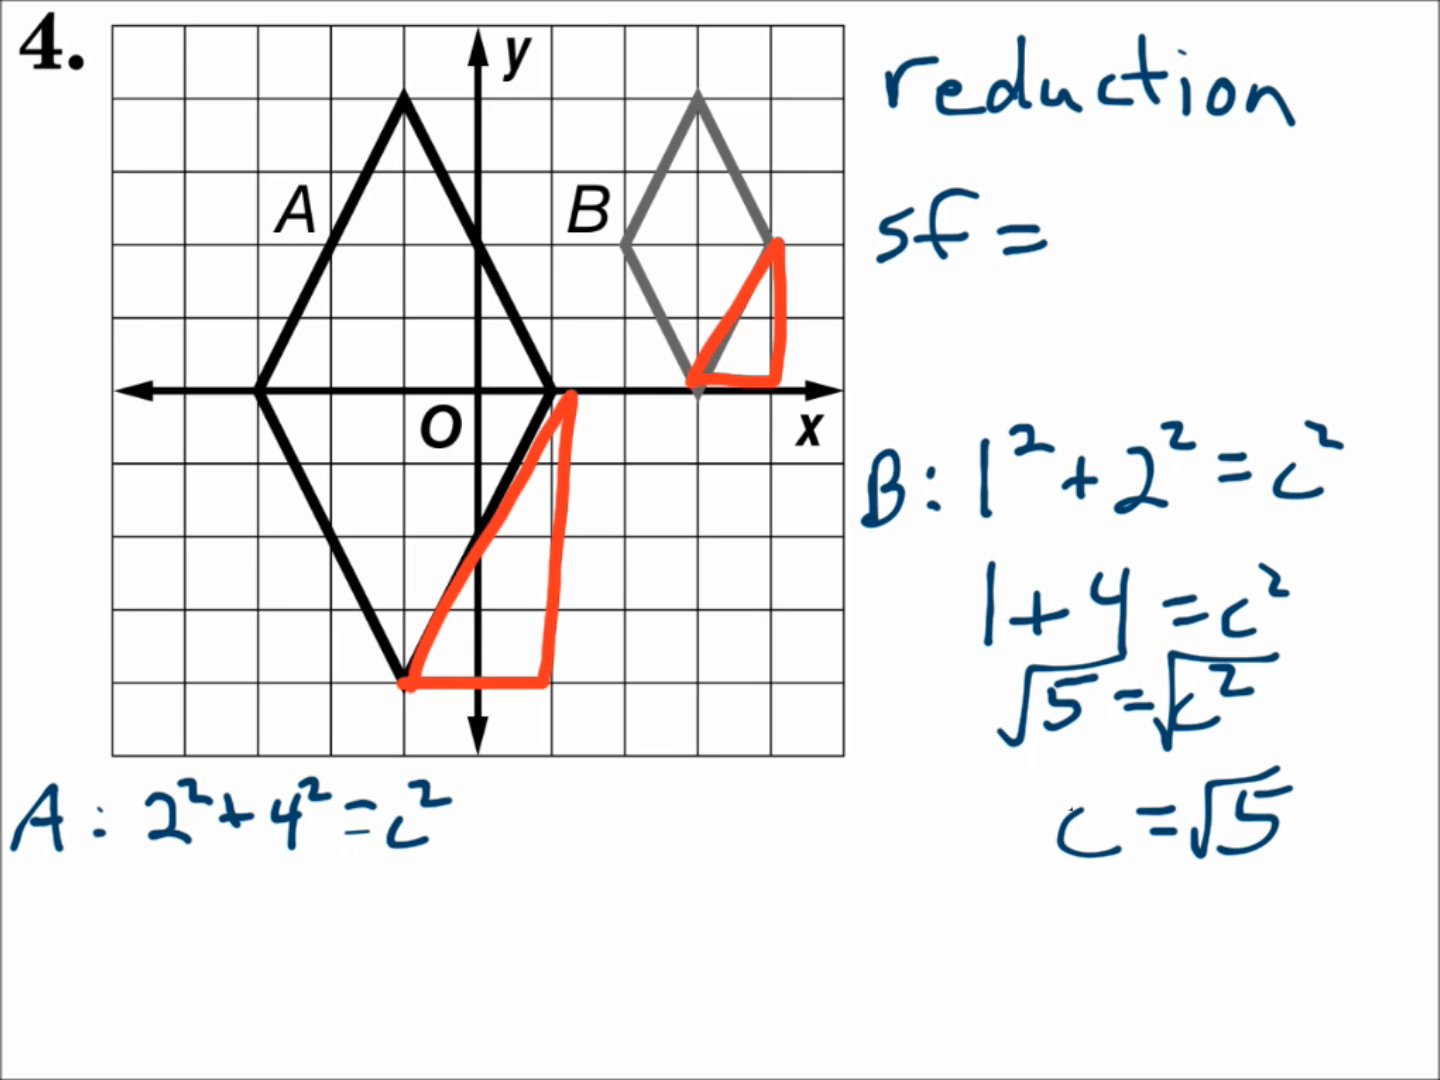 4.
y
reduction
A
B
sf =
O
x
B: 1² + 2² = c²
1 + 4 = c²
√5 = √c²
A: 2² + 4² = c²
c = √5